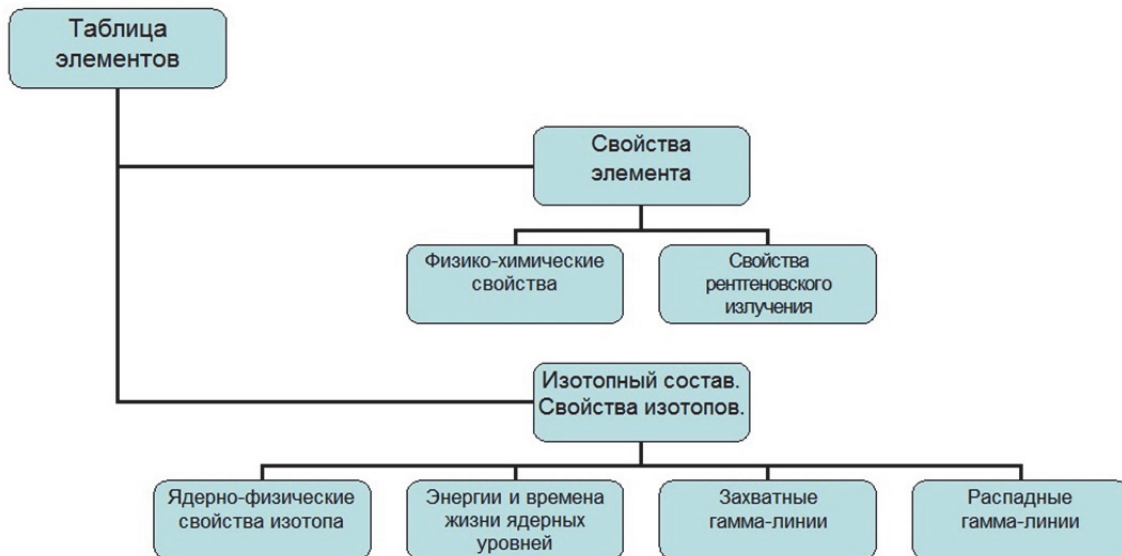 Таблица
элементов
Свойства
элемента
Физико-химические
свойства
Свойства
рентгеновского
излучения
Изотопный состав.
Свойства изотопов.
Ядерно-физические
свойства изотопа
Энергии и времена
жизни ядерных
уровней
Захватные
гамма-линии
Распадные
гамма-линии